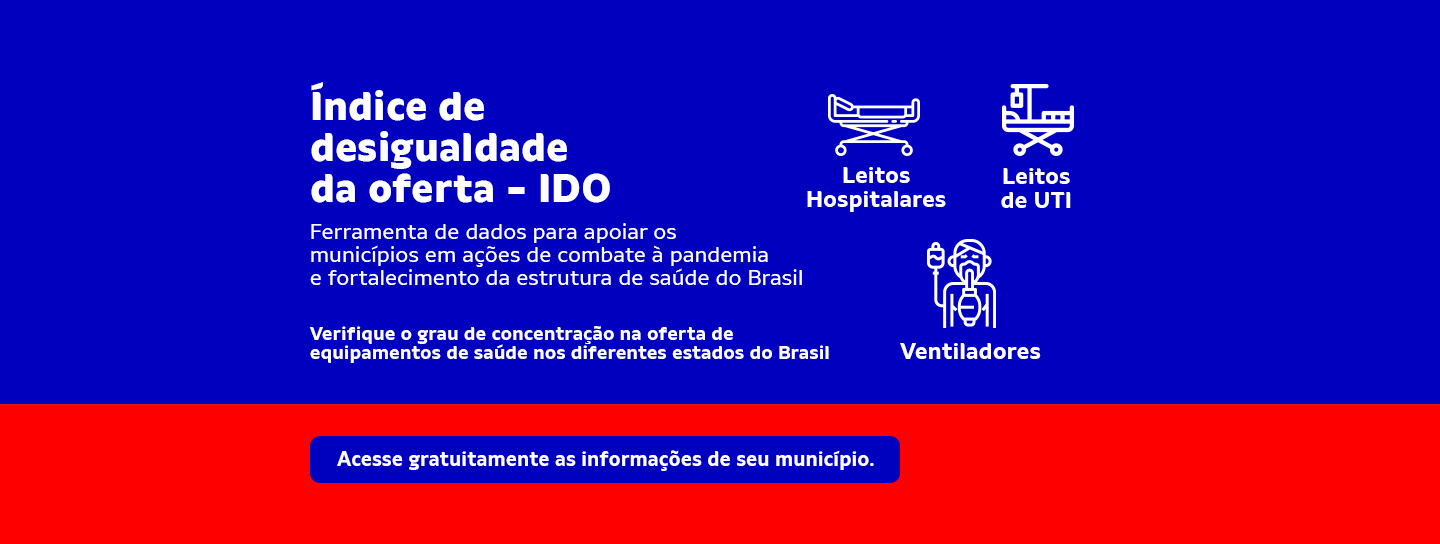 Índice de
desigualdade
da oferta - IDO
Ferramenta de dados para apoiar os
municípios em ações de combate à pandemia
e fortalecimento da estrutura de saúde do Brasil
Verifique o grau de concentração na oferta de
equipamentos de saúde nos diferentes estados do Brasil
Leitos
Hospitalares
Leitos
de UTI
Ventiladores
Acesse gratuitamente as informações de seu município.